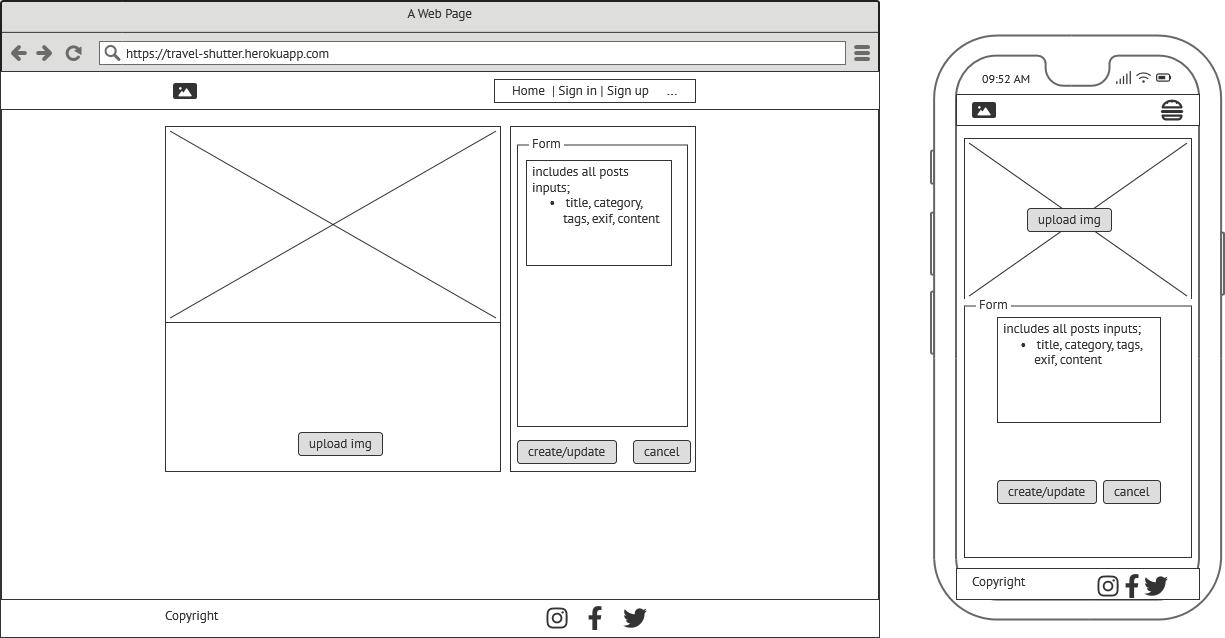 A Web Page
https://travel-shutter.herokuapp.com
Home | Sign in | Sign up ...
Form
includes all posts
inputs;
• title, category,
tags, exif, content
upload img
create/update cancel
Copyright
09:52 AM
upload img
Form
includes all posts inputs;
• title, category, tags,
exif, content
create/update cancel
Copyright